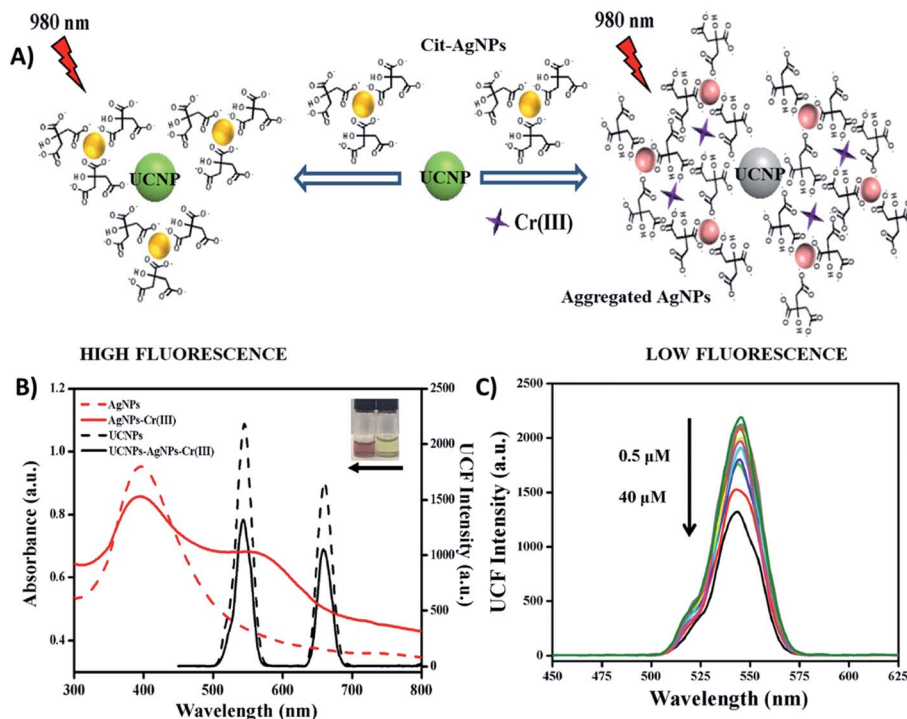 980 nm
980 nm
A)
Cit-AgNPs
UCNP
UCNP
UCNP
Cr(III)
Aggregated AgNPs
HIGH FLUORESCENCE
LOW FLUORESCENCE
B)
1.2
1.0
0.8
0.6
0.4
Absorbance (a.u.)
AgNPs
AgNPs-Cr(III)
UCNPs
UCNPs-AgNPs-Cr(III)
2500
2000
1500
1000
500
0
UCF Intensity (a.u.)
300 400 500 600 700 800
Wavelength (nm)
C)
2500
2000
1500
1000
500
0
UCF Intensity (a.u.)
0.5 µM
40 µM
450 475 500 525 550 575 600 625
Wavelength (nm)